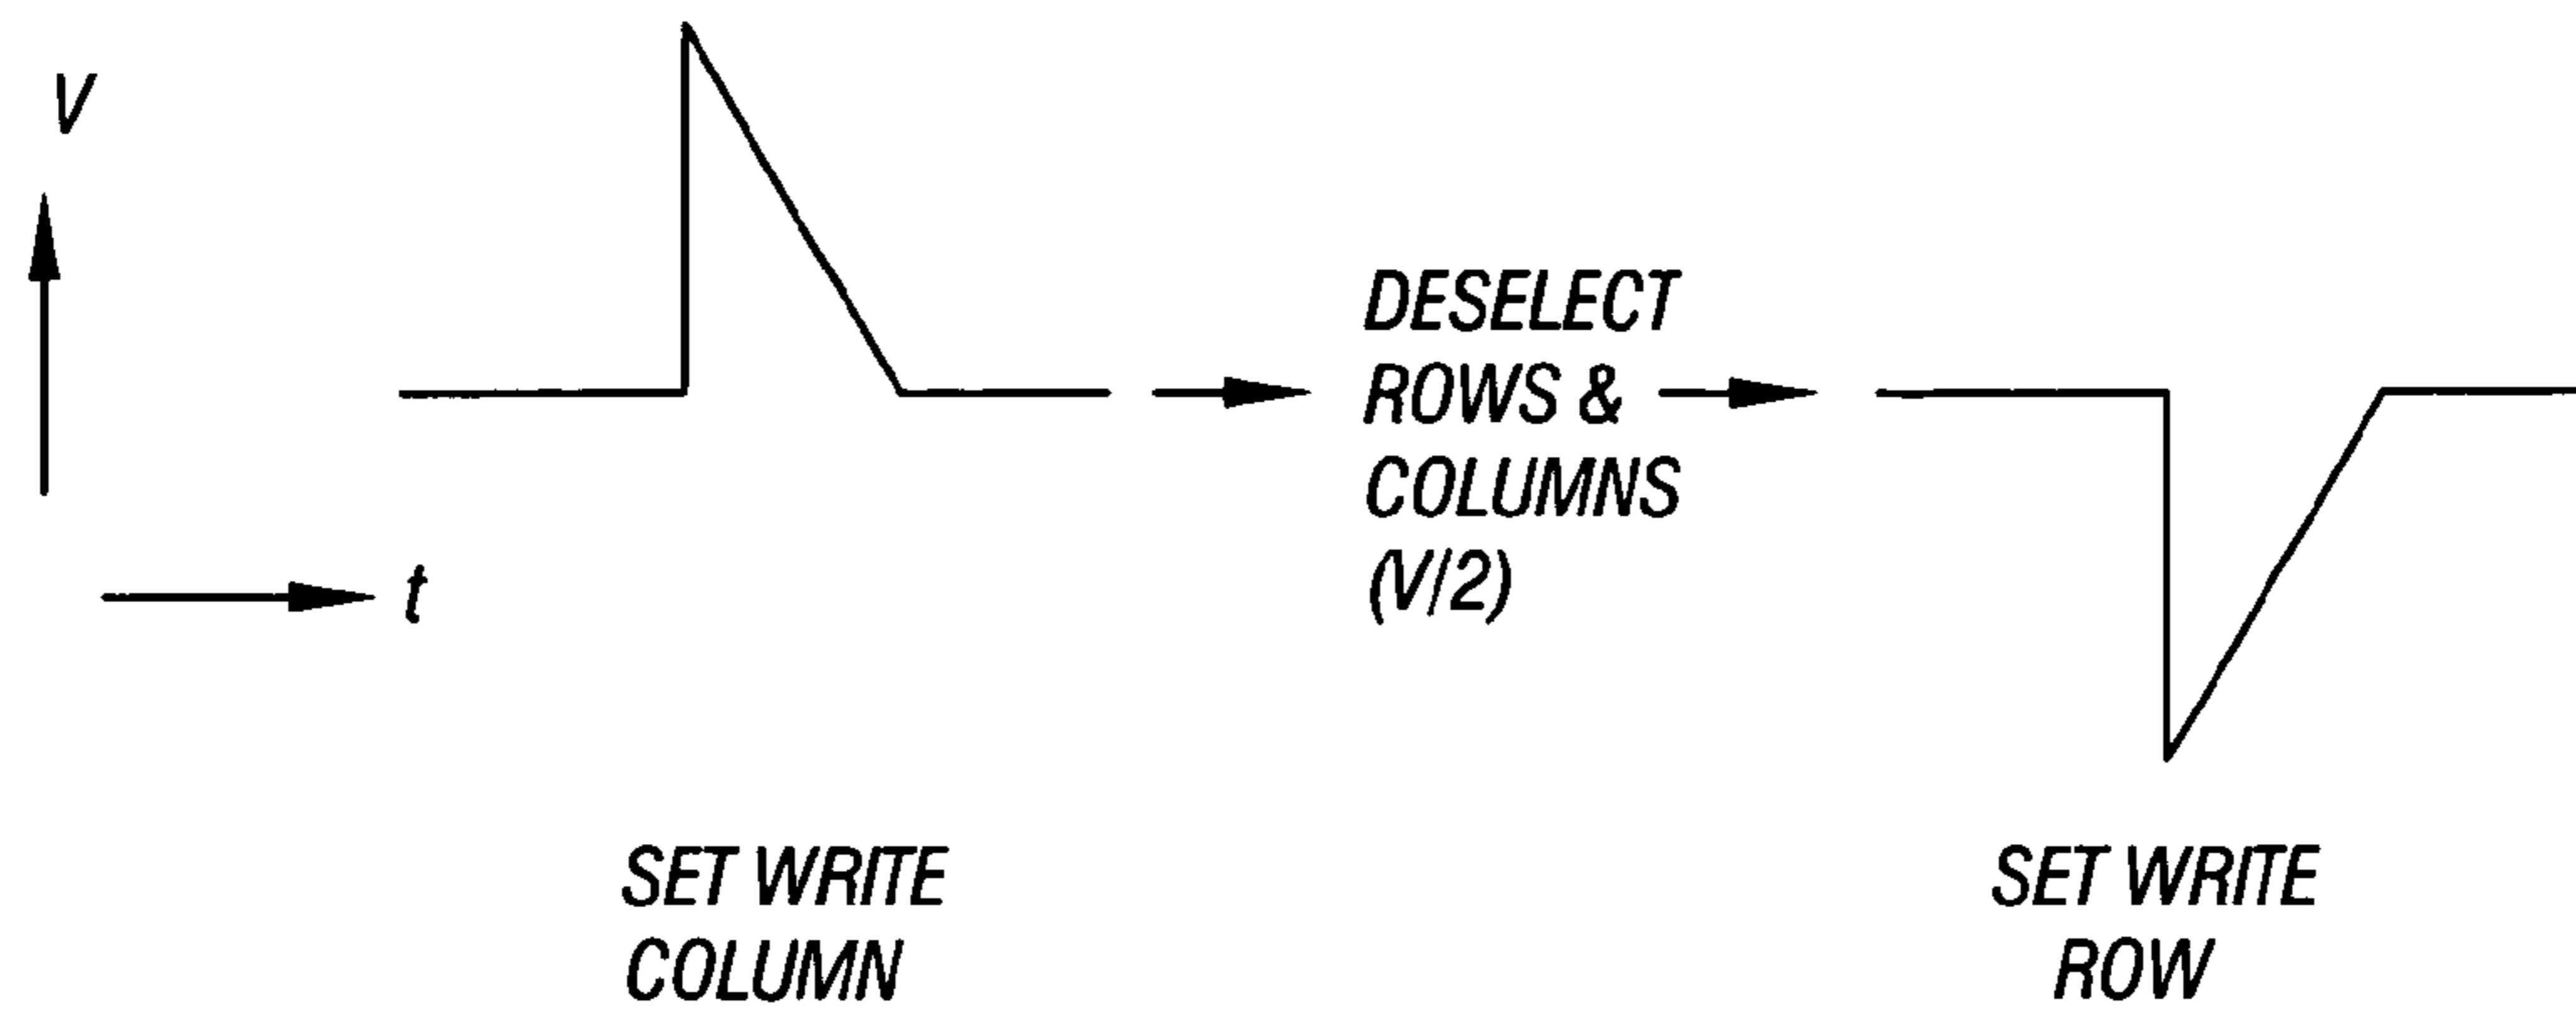 V
t
DESELECT
ROWS &
COLUMNS
(V/2)
SET WRITE
COLUMN
SET WRITE
ROW